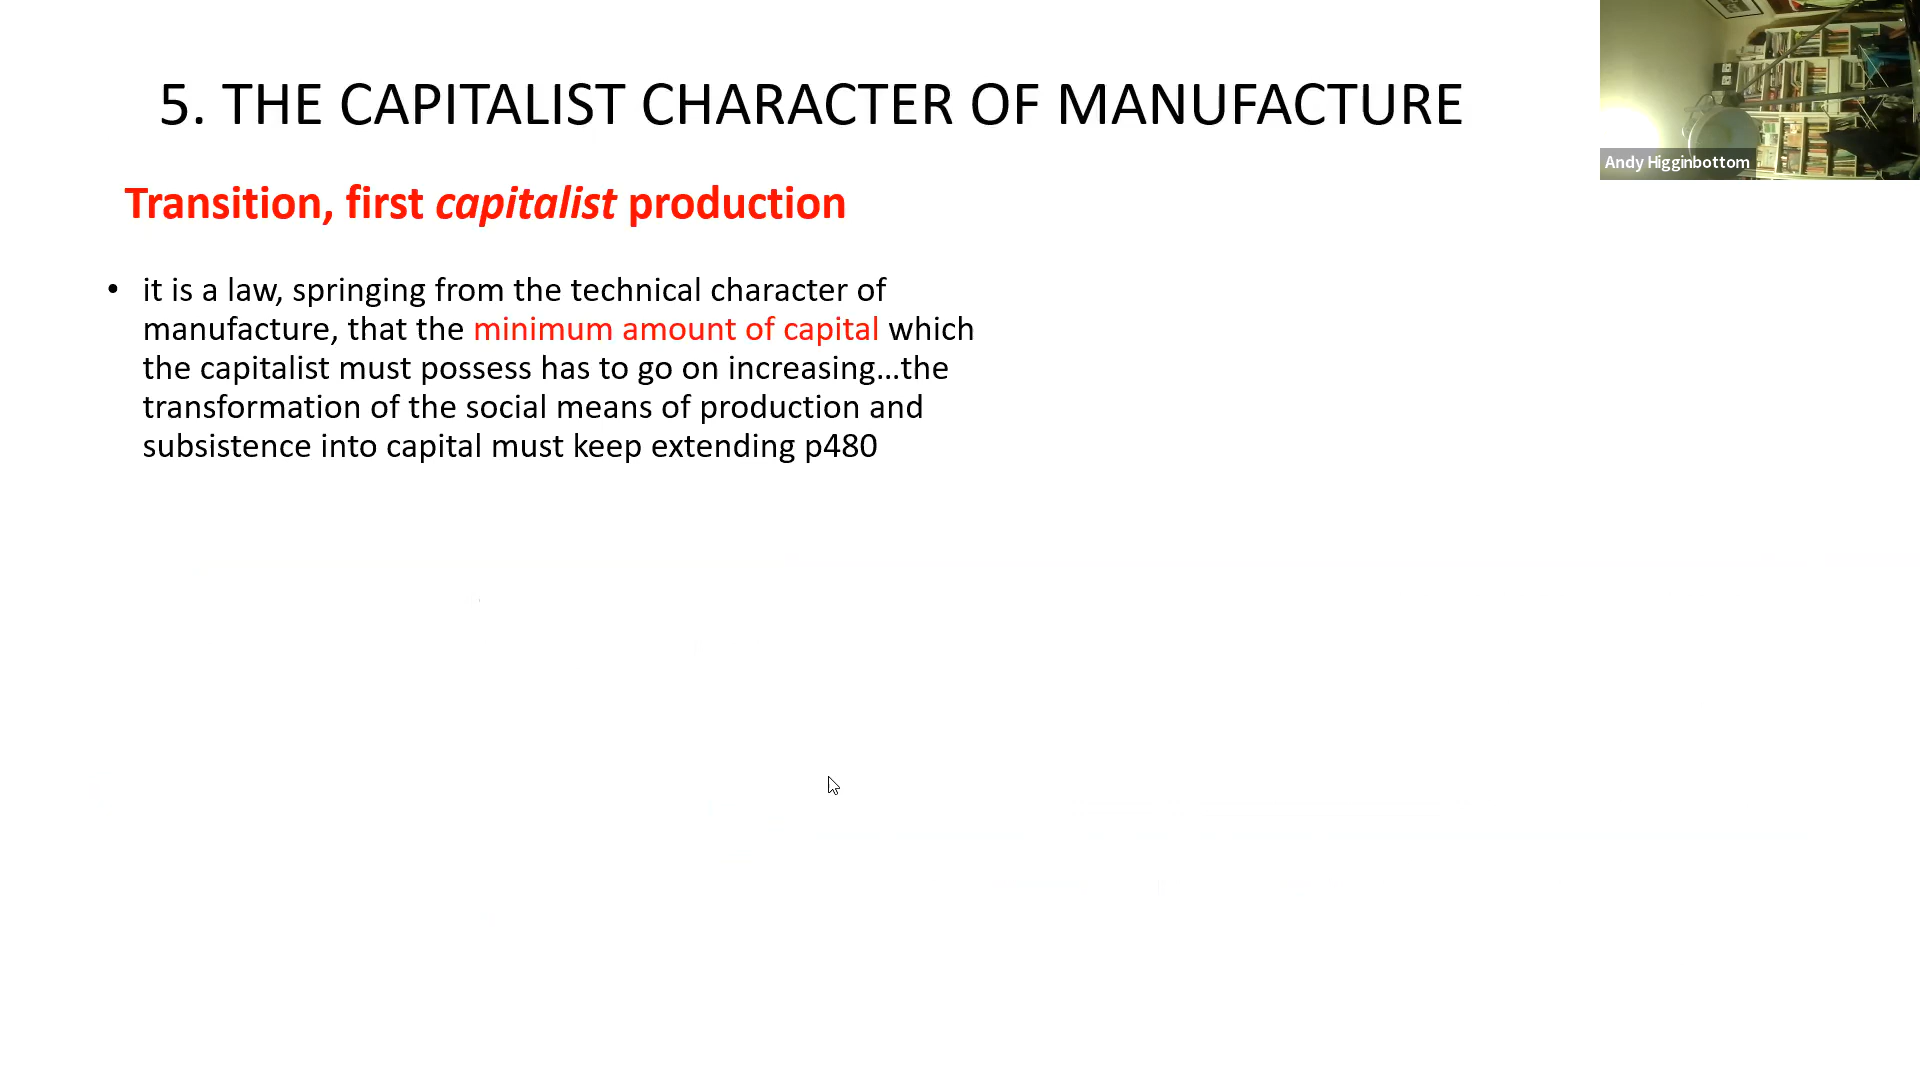 5. THE CAPITALIST CHARACTER OF MANUFACTURE
Andy Higginbottom
Transition, first capitalist production
• it is a law, springing from the technical character of
manufacture, that the minimum amount of capital which
the capitalist must possess has to go on increasing…the
transformation of the social means of production and
subsistence into capital must keep extending p480